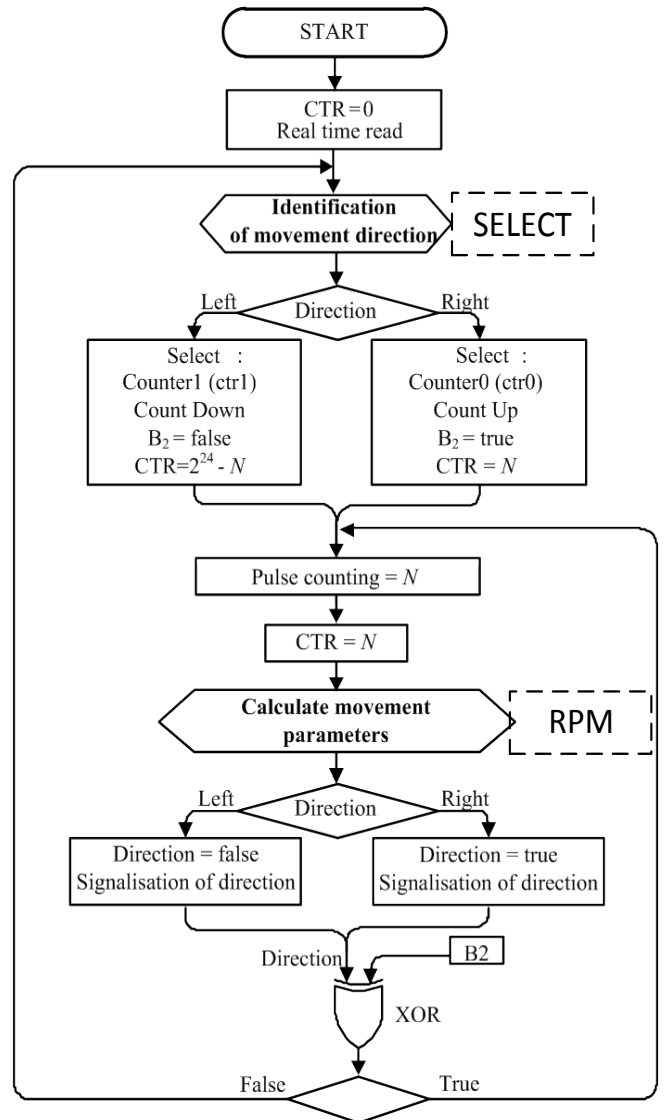 START
CTR=0
Real time read
Identification
of movement direction
SELECT
Left
Direction
Right
Select :
Counter1 (ctr1)
Count Down
B₂ = false
CTR=2²⁴ - N
Select :
Counter0 (ctr0)
Count Up
B₂ = true
CTR = N
Pulse counting = N
CTR = N
Calculate movement
parameters
RPM
Left
Direction
Right
Direction = false
Signalisation of direction
Direction = true
Signalisation of direction
Direction
B2
XOR
False
True